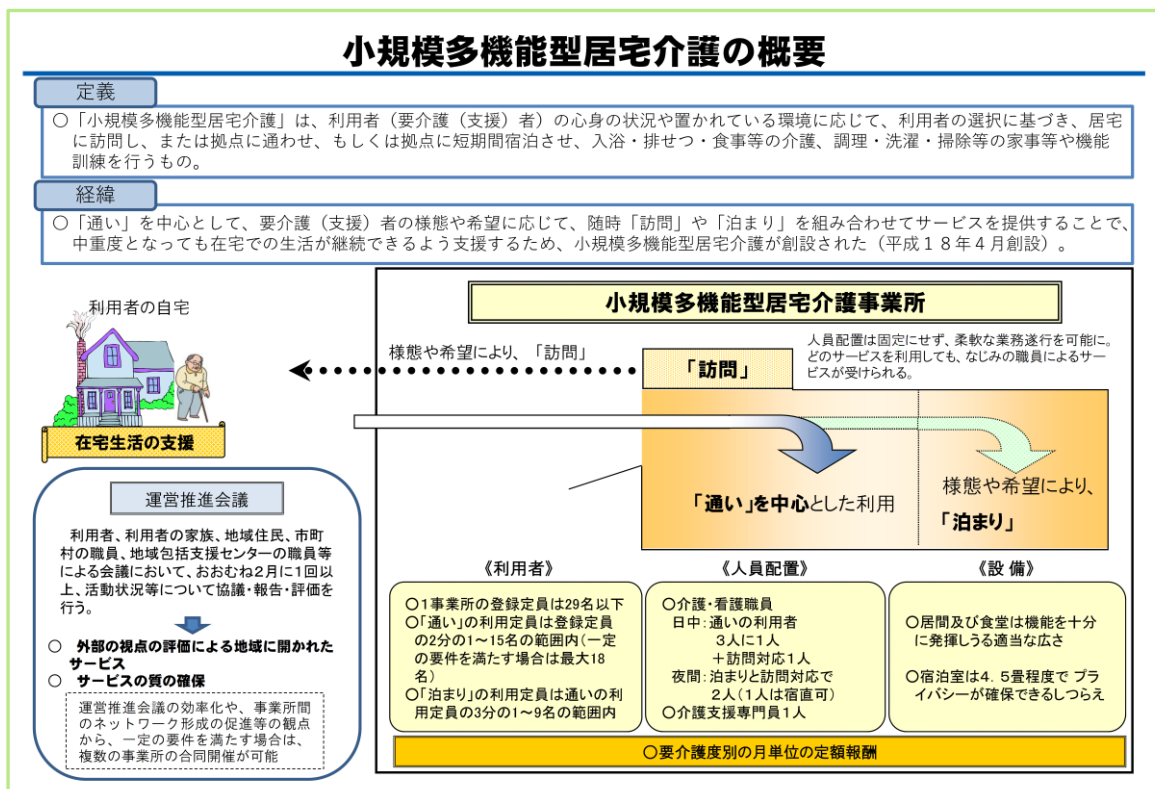 小規模多機能型居宅介護の概要
定義
○「小規模多機能型居宅介護」は、利用者（要介護（支援）者）の心身の状況や置かれている環境に応じて、利用者の選択に基づき、居宅
に訪問し、または拠点に通わせ、もしくは拠点に短期間宿泊させ、入浴・排せつ・食事等の介護、調理・洗濯・掃除等の家事等や機能
訓練を行うもの。
経緯
○「通い」を中心として、要介護（支援）者の様態や希望に応じて、随時「訪問」や「泊まり」を組み合わせてサービスを提供することで、
中重度となっても在宅での生活が継続できるよう支援するため、小規模多機能型居宅介護が創設された（平成１８年４月創設）。
利用者の自宅
在宅生活の支援
小規模多機能型居宅介護事業所
様態や希望により、「訪問」
「訪問」
人員配置は固定にせず、柔軟な業務遂行を可能に。
どのサービスを利用しても、なじみの職員によるサー
ビスが受けられる。
「通い」を中心とした利用
様態や希望により、
「泊まり」
運営推進会議
利用者、利用者の家族、地域住民、市町
村の職員、地域包括支援センターの職員等
による会議において、おおむね２月に１回以
上、活動状況等について協議・報告・評価を
行う。
○ 外部の視点の評価による地域に開かれた
サービス
○ サービスの質の確保
運営推進会議の効率化や、事業所間
のネットワーク形成の促進等の観点
から、一定の要件を満たす場合は、
複数の事業所の合同開催が可能
《利用者》
○１事業所の登録定員は29名以下
○「通い」の利用定員は登録定員
の2分の1～15名の範囲内（一定
の要件を満たす場合は最大18
名）
○「泊まり」の利用定員は通いの利
用定員の3分の1～9名の範囲内
《人員配置》
○介護・看護職員
日中：通いの利用者
３人に１人
＋訪問対応１人
夜間：泊まりと訪問対応で
２人（１人は宿直可）
○介護支援専門員１人
《設 備》
○居間及び食堂は機能を十分
に発揮しうる適当な広さ
○宿泊室は４．５畳程度で プラ
イバシーが確保できるしつらえ
○要介護度別の月単位の定額報酬